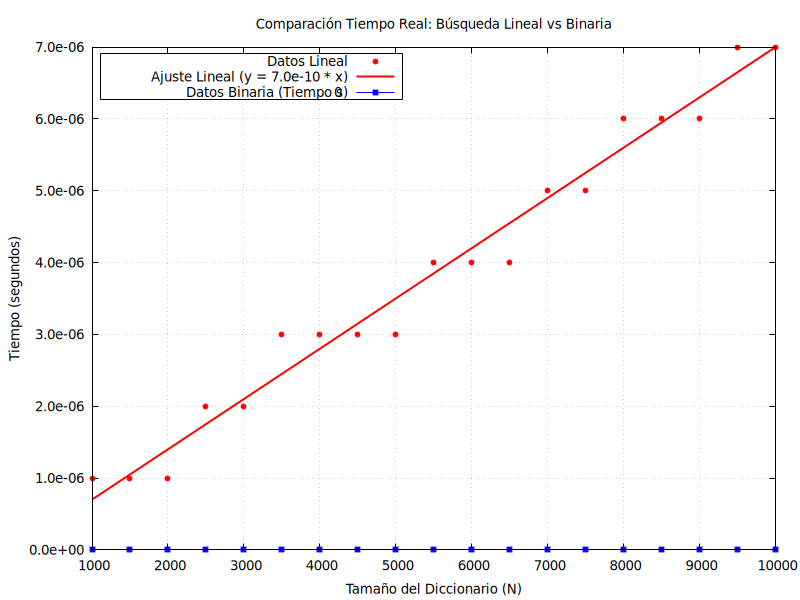 Comparación Tiempo Real: Búsqueda Lineal vs Binaria
7.0e-06
6.0e-06
5.0e-06
4.0e-06
3.0e-06
2.0e-06
1.0e-06
0.0e+00
Tiempo (segundos)
Datos Lineal
Ajuste Lineal (y = 7.0e-10 * x)
Datos Binaria (Tiempo 0s)
1000
2000
3000
4000
5000
6000
7000
8000
9000
10000
Tamaño del Diccionario (N)